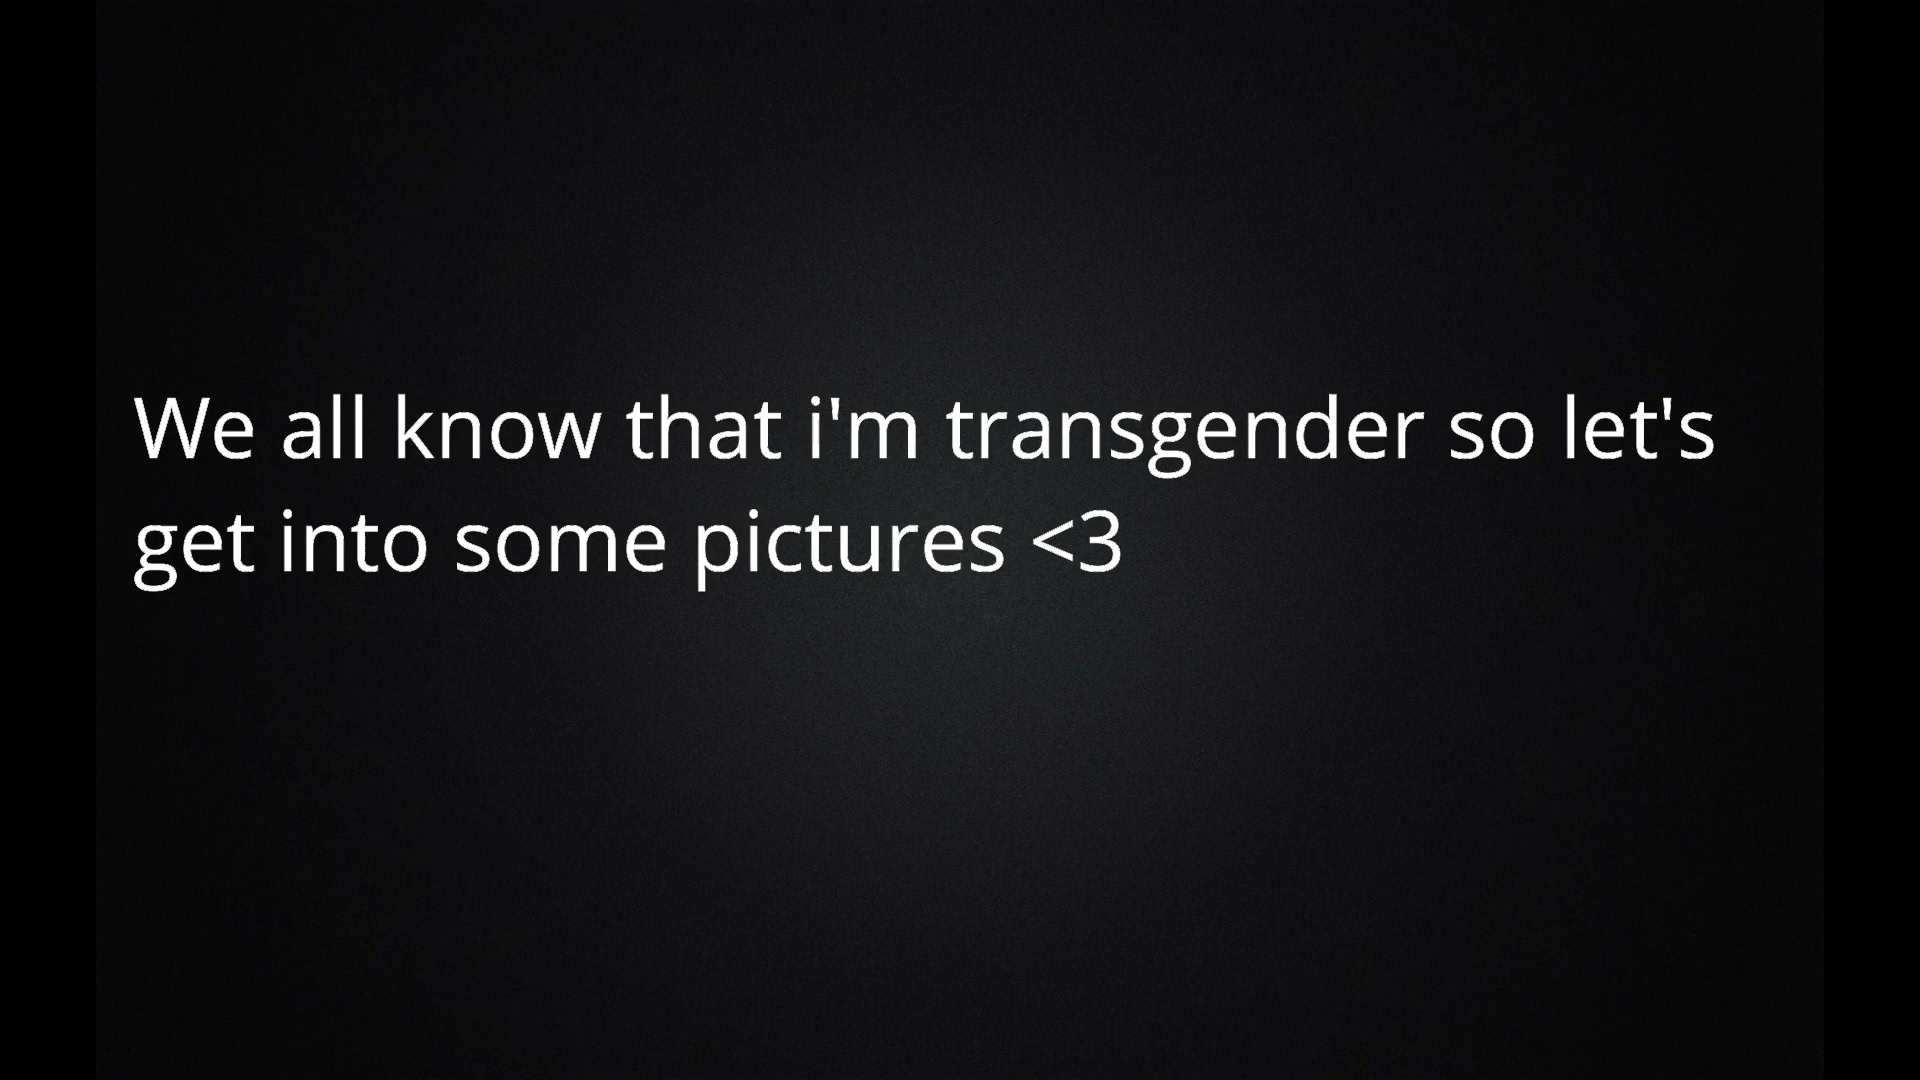 We all know that i'm transgender so let's
get into some pictures <3